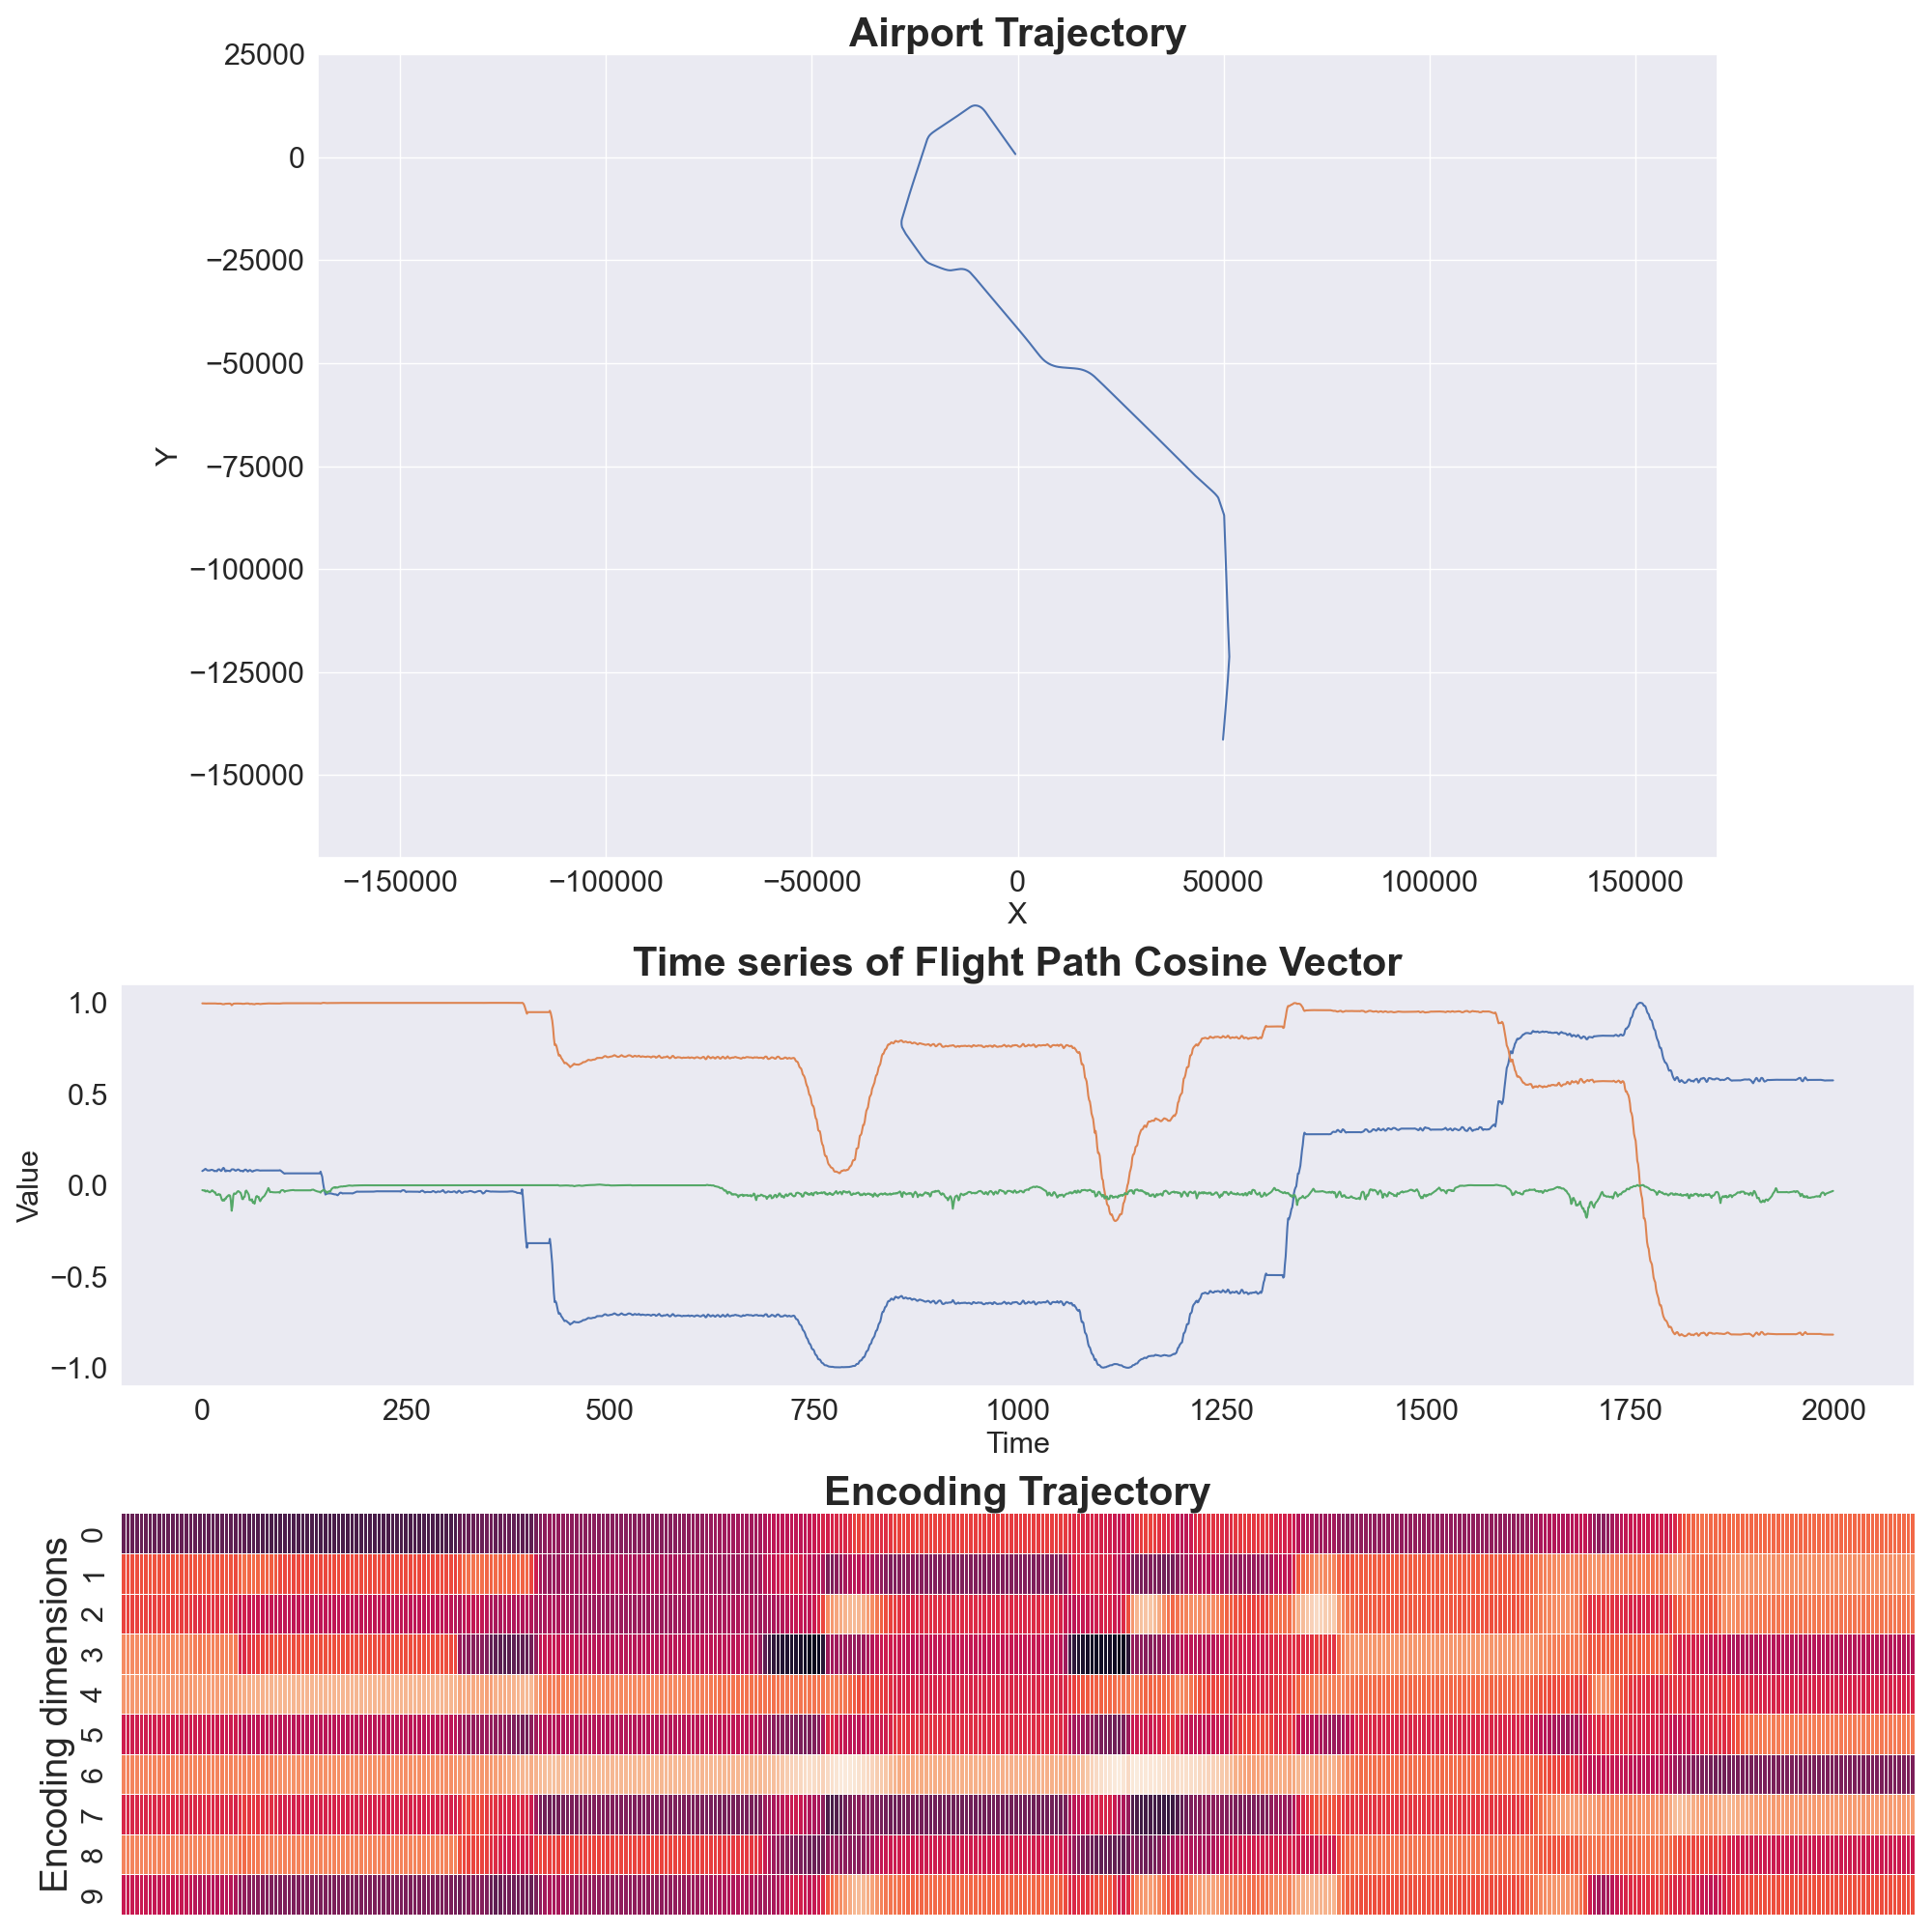 Airport Trajectory
25000
0
−25000
−50000
−75000
−100000
−125000
−150000
Y
−150000 −100000 −50000 0 50000 100000 150000
X
Time series of Flight Path Cosine Vector
1.0
0.5
0.0
−0.5
−1.0
Value
0 250 500 750 1000 1250 1500 1750 2000
Time
Encoding Trajectory
Encoding dimensions
0
1
2
3
4
5
6
7
8
9